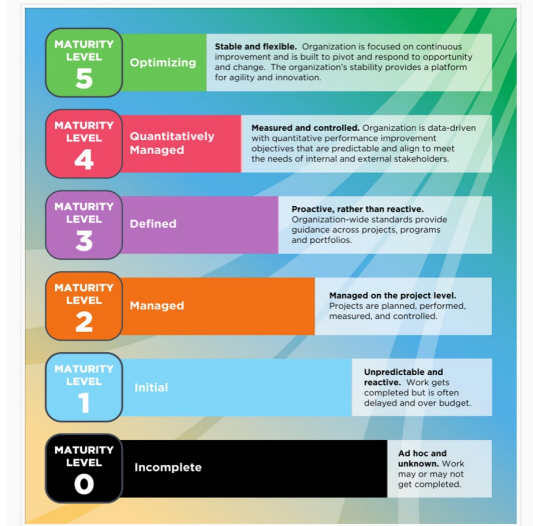 MATURITY
LEVEL
5
Optimizing
Stable and flexible. Organization is focused on continuous
improvement and is built to pivot and respond to opportunity
and change. The organization's stability provides a platform
for agility and innovation.
MATURITY
LEVEL
4
Quantitatively
Managed
Measured and controlled. Organization is data-driven
with quantitative performance improvement
objectives that are predictable and align to meet
the needs of internal and external stakeholders.
MATURITY
LEVEL
3
Defined
Proactive, rather than reactive.
Organization-wide standards provide
guidance across projects, programs
and portfolios.
MATURITY
LEVEL
2
Managed
Managed on the project level.
Projects are planned, performed,
measured, and controlled.
MATURITY
LEVEL
1
Initial
Unpredictable and
reactive. Work gets
completed but is often
delayed and over budget.
MATURITY
LEVEL
0
Incomplete
Ad hoc and
unknown. Work
may or may not
get completed.